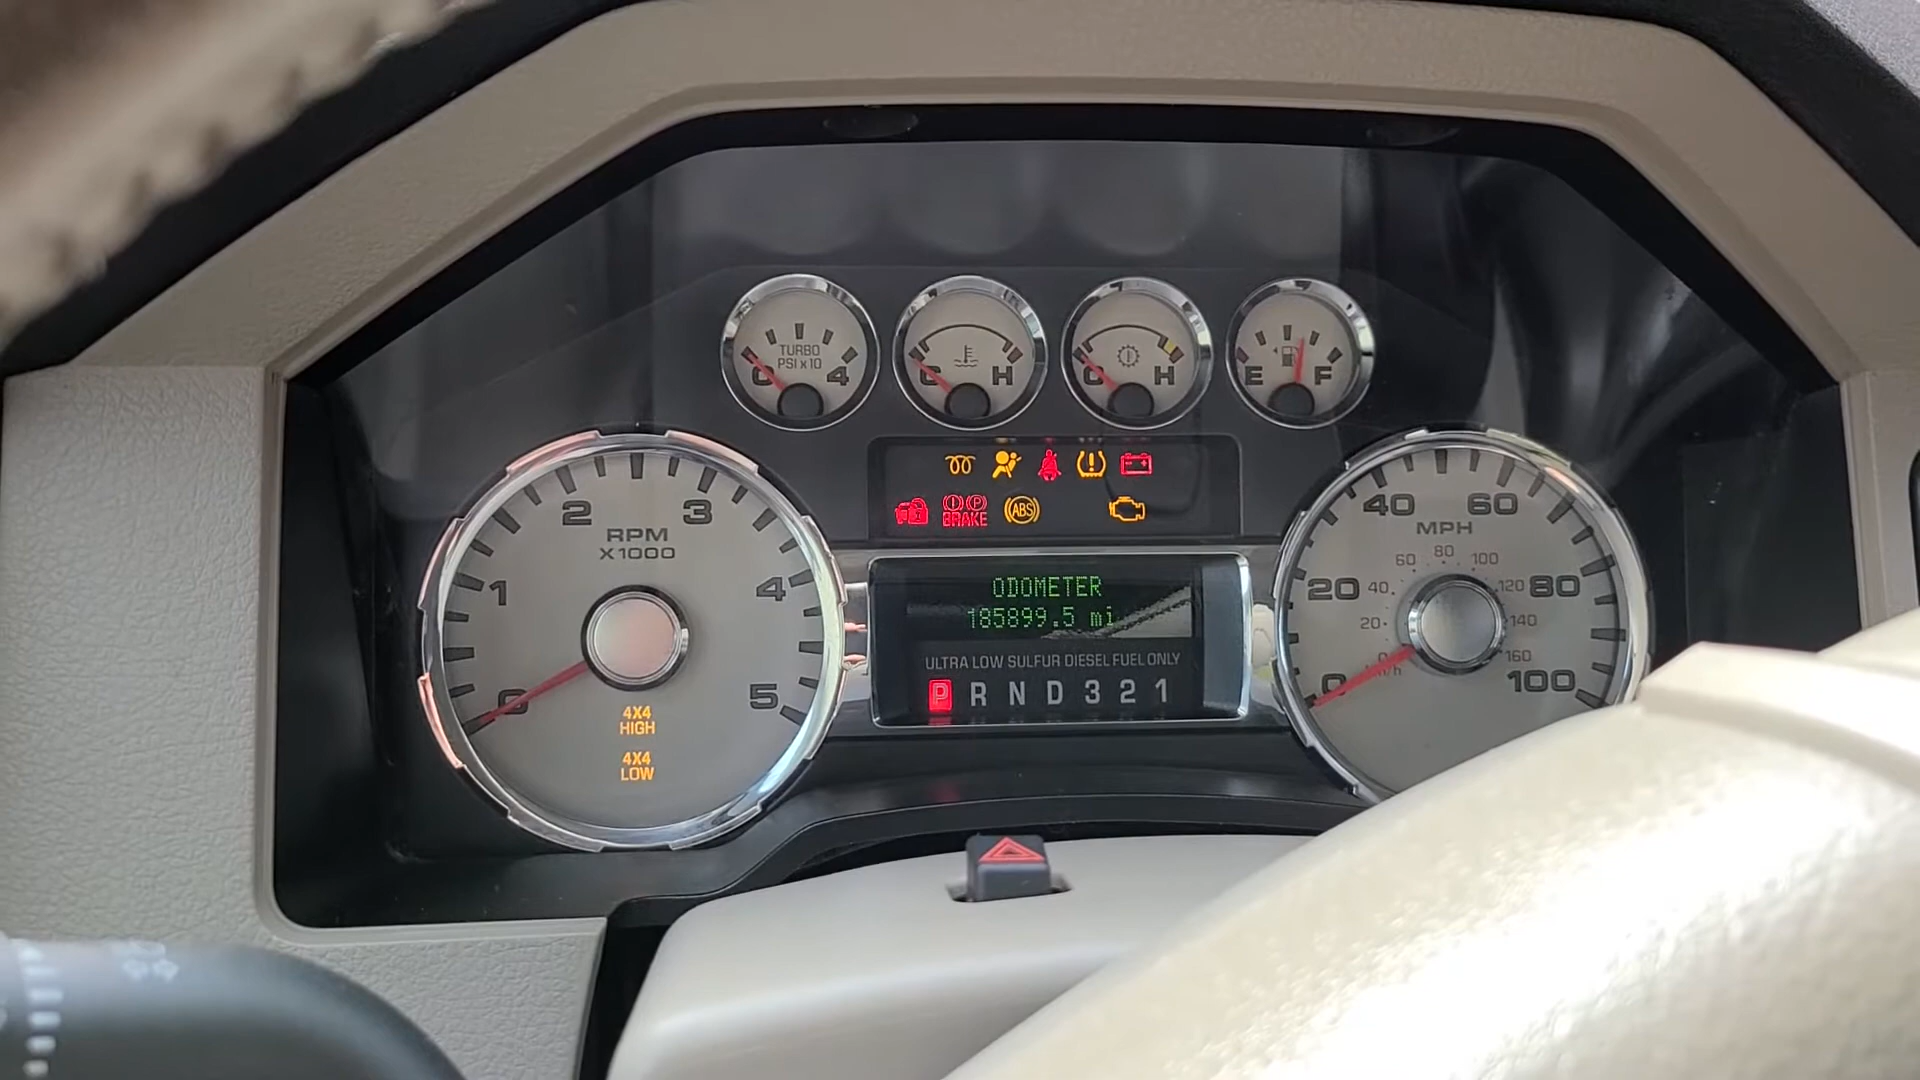 TURBO
PSI x 10
0 4
C H
C H
E F
BRAKE
ABS
1 2 3 4 5
RPM
X1000
0
4X4
HIGH
4X4
LOW
ODOMETER
185899.5 mi
ULTRA LOW SULFUR DIESEL FUEL ONLY
P R N D 3 2 1
0 20 40 60 80 100
MPH
0 20 40 60 80 100 120 140 160
km/h